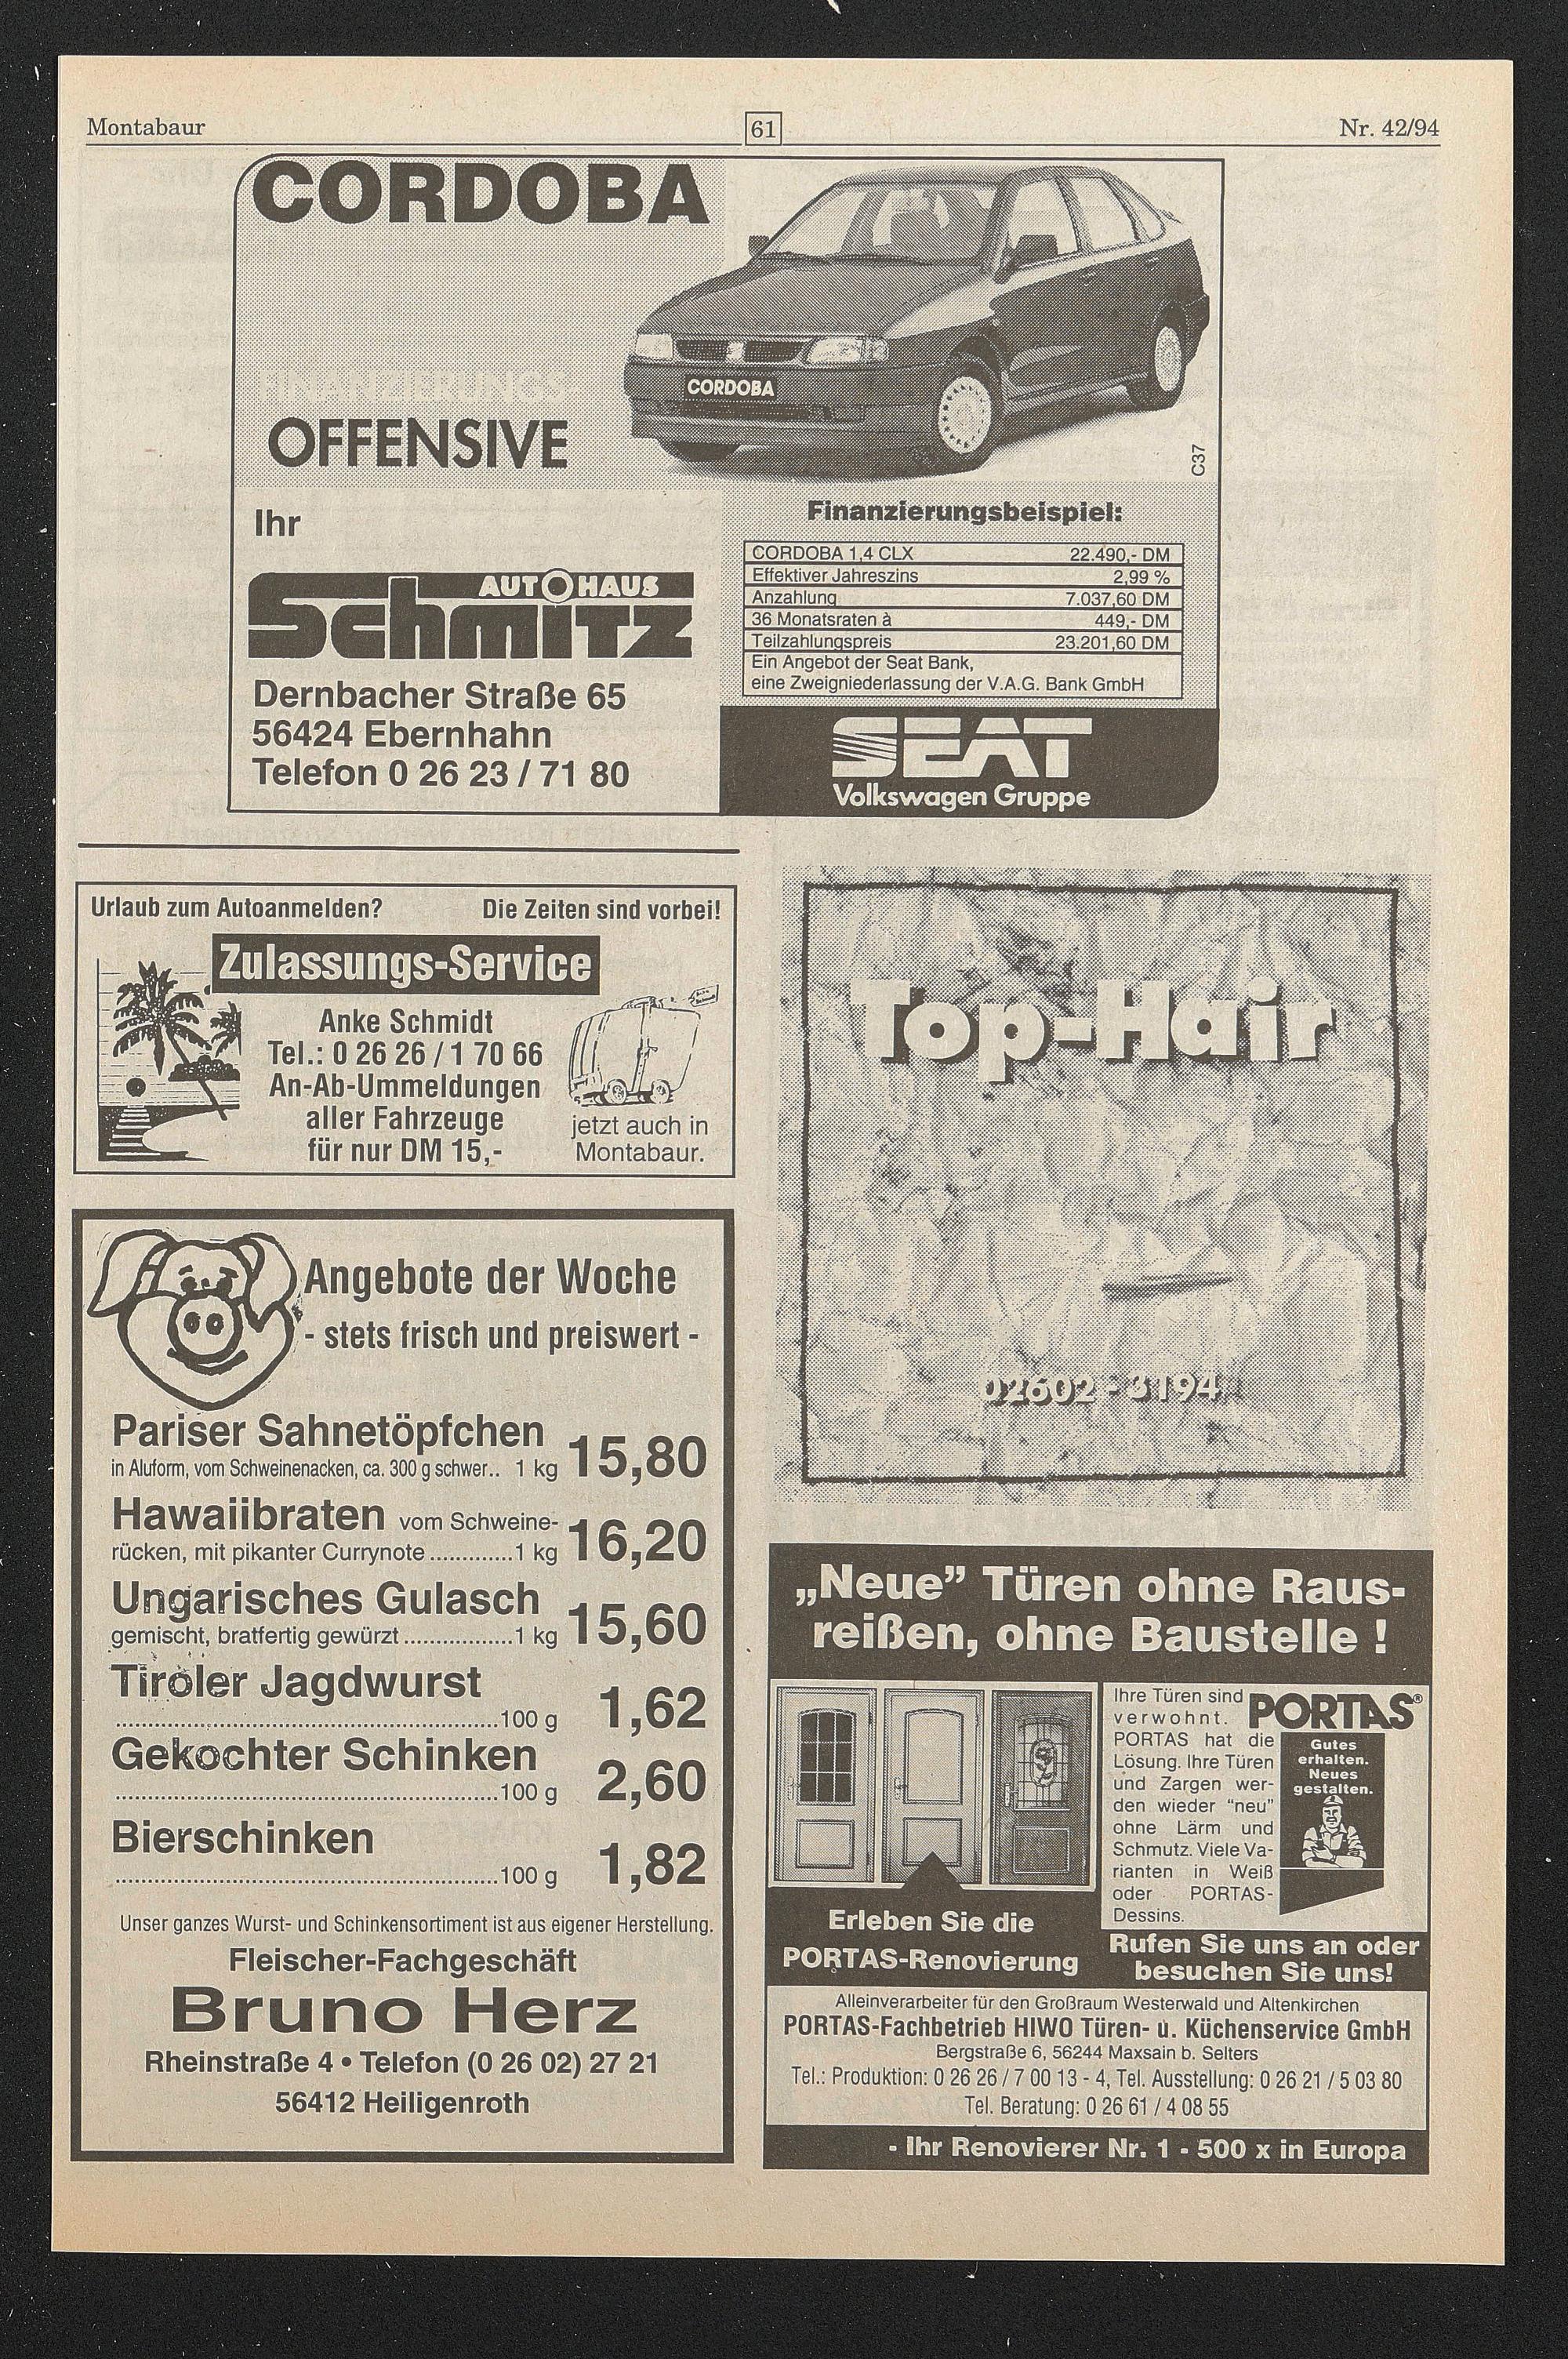 Montabaur
61
Nr. 42/94
CORDOBA
FINANZIERUNGS-
OFFENSIVE
CORDOBA
C37
Ihr
AUTOHAUS
Schmitz
Dernbacher Straße 65
56424 Ebernhahn
Telefon 0 26 23 / 71 80
Finanzierungsbeispiel:
CORDOBA 1,4 CLX 22.490,- DM
Effektiver Jahreszins 2,99 %
Anzahlung 7.037,60 DM
36 Monatsraten à 449,- DM
Teilzahlungspreis 23.201,60 DM
Ein Angebot der Seat Bank,
eine Zweigniederlassung der V.A.G. Bank GmbH
SEAT
Volkswagen Gruppe
Urlaub zum Autoanmelden? Die Zeiten sind vorbei!
Zulassungs-Service
Anke Schmidt
Tel.: 0 26 26 / 1 70 66
An-Ab-Ummeldungen
aller Fahrzeuge
für nur DM 15,-
jetzt auch in
Montabaur.
Angebote der Woche
- stets frisch und preiswert -
Pariser Sahnetöpfchen
in Aluform, vom Schweinenacken, ca. 300 g schwer.. 1 kg 15,80
Hawaiibraten vom Schweine-
rücken, mit pikanter Currynote.............1 kg 16,20
Ungarisches Gulasch
gemischt, bratfertig gewürzt.................1 kg 15,60
Tiroler Jagdwurst
............................................................100 g 1,62
Gekochter Schinken
............................................................100 g 2,60
Bierschinken
............................................................100 g 1,82
Unser ganzes Wurst- und Schinkensortiment ist aus eigener Herstellung.
Fleischer-Fachgeschäft
Bruno Herz
Rheinstraße 4 • Telefon (0 26 02) 27 21
56412 Heiligenroth
Top-Hair
02602 - 3194
„Neue” Türen ohne Raus-
reißen, ohne Baustelle !
Ihre Türen sind
verwohnt.
PORTAS hat die
Lösung. Ihre Türen
und Zargen wer-
den wieder “neu”
ohne Lärm und
Schmutz. Viele Va-
rianten in Weiß
oder PORTAS-
Dessins.
PORTAS®
Gutes
erhalten.
Neues
gestalten.
Erleben Sie die
PORTAS-Renovierung
Rufen Sie uns an oder
besuchen Sie uns!
Alleinverarbeiter für den Großraum Westerwald und Altenkirchen
PORTAS-Fachbetrieb HIWO Türen- u. Küchenservice GmbH
Bergstraße 6, 56244 Maxsain b. Selters
Tel.: Produktion: 0 26 26 / 7 00 13 - 4, Tel. Ausstellung: 0 26 21 / 5 03 80
Tel. Beratung: 0 26 61 / 4 08 55
- Ihr Renovierer Nr. 1 - 500 x in Europa